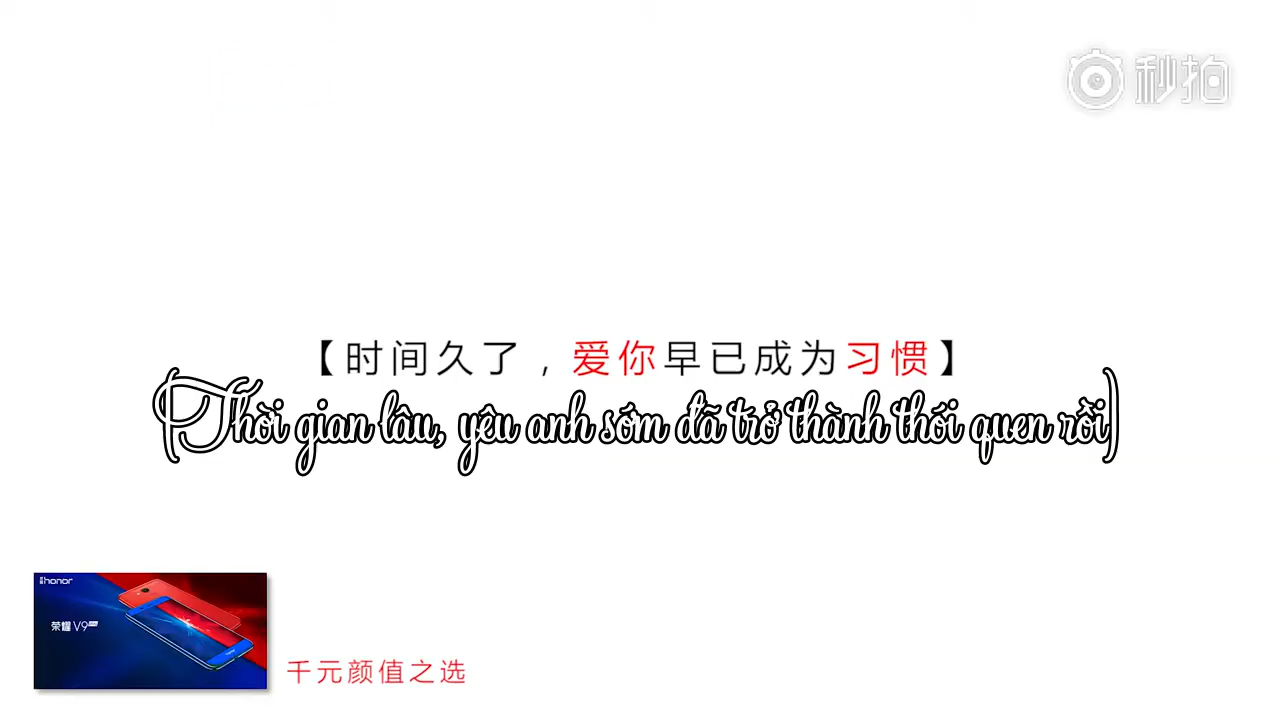 秒拍
【时间久了，爱你早已成为习惯】
(Thời gian lâu, yêu anh sớm đã trở thành thói quen rồi)
honor
荣耀 V9
千元颜值之选